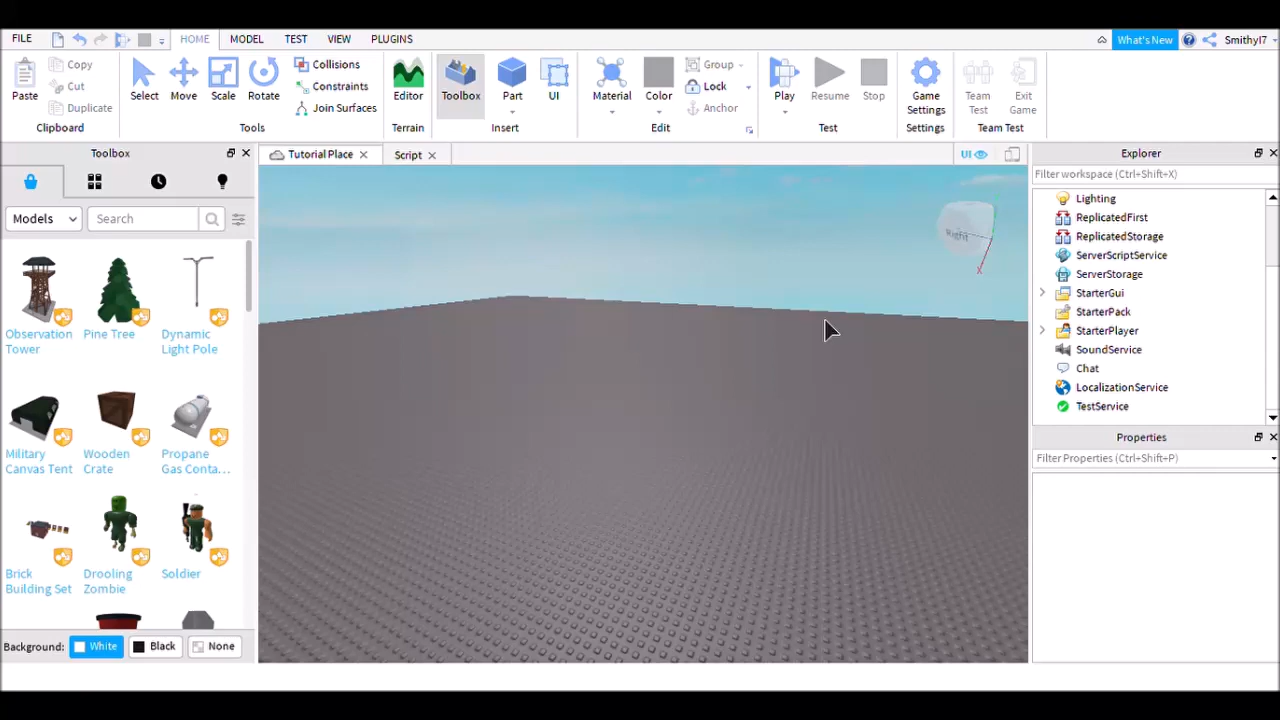 FILE HOME MODEL TEST VIEW PLUGINS What's New SmithyI7
Paste Copy Cut Duplicate
Select Move Scale Rotate
Collisions
Constraints
Join Surfaces
Editor Toolbox Part UI
Material Color Group Lock Anchor
Play Resume Stop
Game Settings
Team Test
Exit Game
Clipboard Tools Terrain Insert Edit Test Settings Team Test
Toolbox
Tutorial Place Script UI
Models Search
Right
X
Observation Tower
Pine Tree
Dynamic Light Pole
Military Canvas Tent
Wooden Crate
Propane Gas Conta...
Brick Building Set
Drooling Zombie
Soldier
Background: White Black None
Explorer
Filter workspace (Ctrl+Shift+X)
Lighting
ReplicatedFirst
ReplicatedStorage
ServerScriptService
ServerStorage
StarterGui
StarterPack
StarterPlayer
SoundService
Chat
LocalizationService
TestService
Properties
Filter Properties (Ctrl+Shift+P)